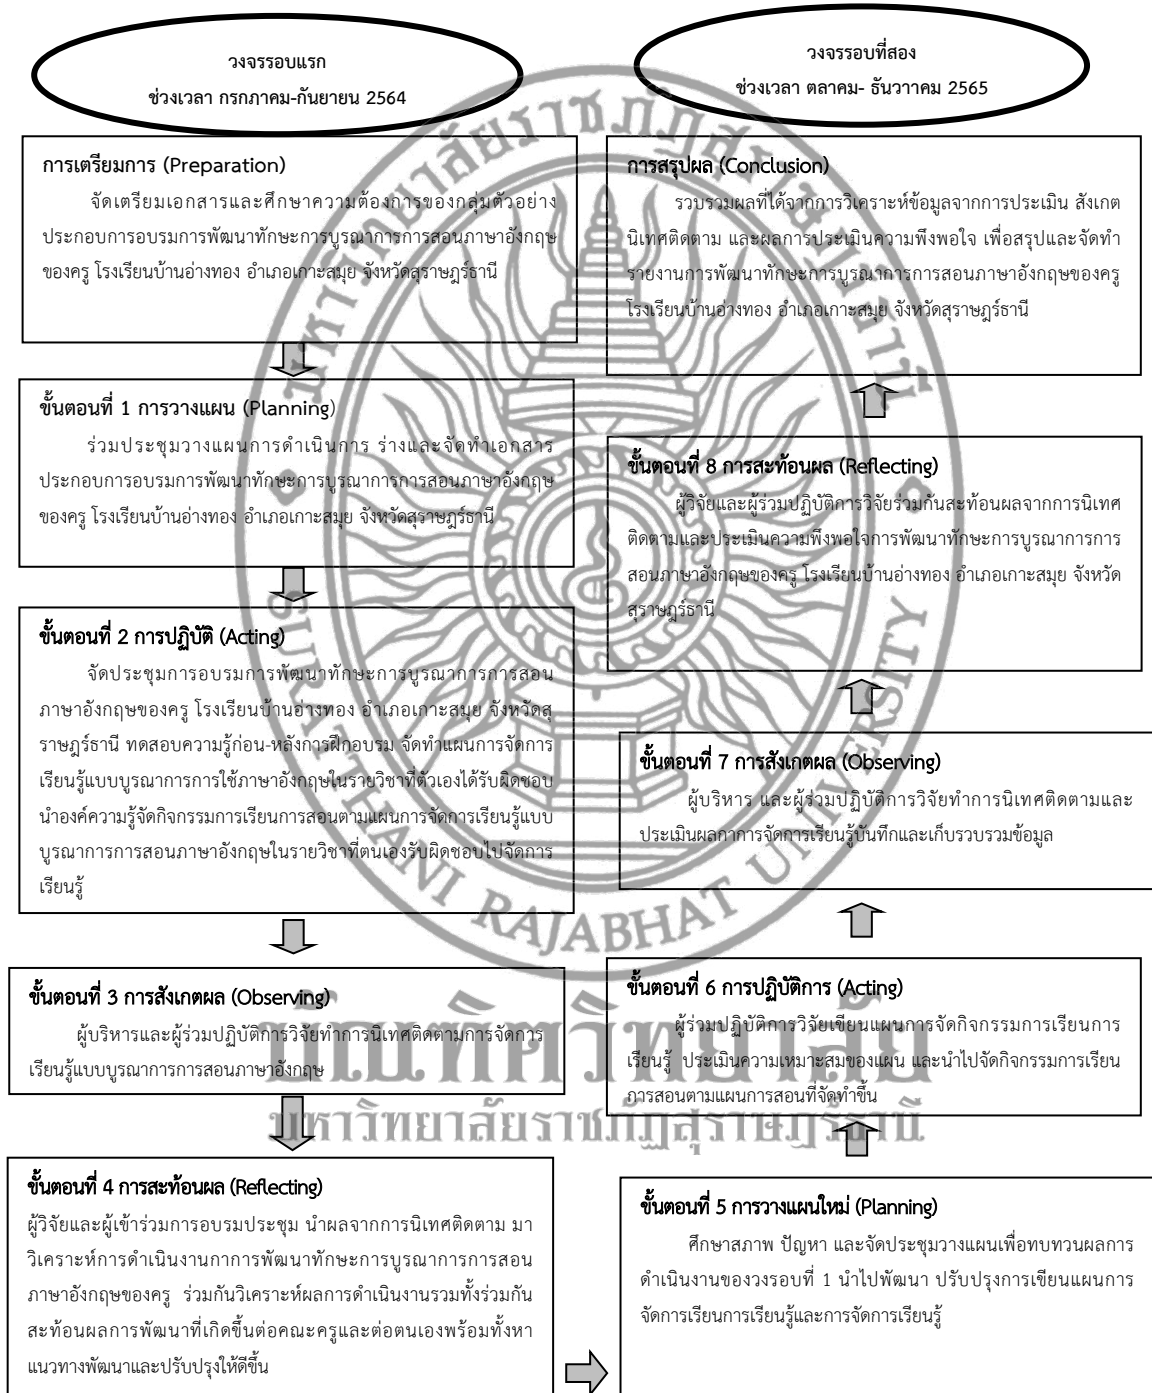 วงจรรอบแรก
ช่วงเวลา กรกภาคม-กันยายน 2564
การเตรียมการ (Preparation)
จัดเตรียมเอกสารและศึกษาความต้องการของกลุ่มตัวอย่าง
ประกอบการอบรมการพัฒนาทักษะการบูรณาการการสอนภาษาอังกฤษ
ของครู โรงเรียนบ้านอ่างทอง อำเภอเกาะสมุย จังหวัดสุราษฎร์ธานี
ขั้นตอนที่ 1 การวางแผน (Planning)
ร่วมประชุมวางแผนการดำเนินการ ร่างและจัดทำเอกสาร
ประกอบการอบรมการพัฒนาทักษะการบูรณาการการสอนภาษาอังกฤษ
ของครู โรงเรียนบ้านอ่างทอง อำเภอเกาะสมุย จังหวัดสุราษฎร์ธานี
ขั้นตอนที่ 2 การปฏิบัติ (Acting)
จัดประชุมการอบรมการพัฒนาทักษะการบูรณาการการสอน
ภาษาอังกฤษของครู โรงเรียนบ้านอ่างทอง อำเภอเกาะสมุย จังหวัดสุ
ราษฎร์ธานี ทดสอบความรู้ก่อน-หลังการฝึกอบรม จัดทำแผนการจัดการ
เรียนรู้แบบบูรณาการการใช้ภาษาอังกฤษในรายวิชาที่ตัวเองได้รับผิดชอบ
นำองค์ความรู้จัดกิจกรรมการเรียนการสอนตามแผนการจัดการเรียนรู้แบบ
บูรณาการการสอนภาษาอังกฤษในรายวิชาที่ตนเองรับผิดชอบไปจัดการ
เรียนรู้
ขั้นตอนที่ 3 การสังเกตผล (Observing)
ผู้บริหารและผู้ร่วมปฏิบัติการวิจัยทำการนิเทศติดตามการจัดการ
เรียนรู้แบบบูรณาการการสอนภาษาอังกฤษ
ขั้นตอนที่ 4 การสะท้อนผล (Reflecting)
ผู้วิจัยและผู้เข้าร่วมการอบรมประชุม นำผลจากการนิเทศติดตาม มา
วิเคราะห์การดำเนินงานกาการพัฒนาทักษะการบูรณาการการสอน
ภาษาอังกฤษของครู ร่วมกันวิเคราะห์ผลการดำเนินงานรวมทั้งร่วมกัน
สะท้อนผลการพัฒนาที่เกิดขึ้นต่อคณะครูและต่อตนเองพร้อมทั้งหา
แนวทางพัฒนาและปรับปรุงให้ดีขึ้น
วงจรรอบที่สอง
ช่วงเวลา ตลาคม- ธันวาาคม 2565
การสรุปผล (Conclusion)
รวบรวมผลที่ได้จากการวิเคราะห์ข้อมูลจากการประเมิน สังเกต
นิเทศติดตาม และผลการประเมินความพึงพอใจ เพื่อสรุปและจัดทำ
รายงานการพัฒนาทักษะการบูรณาการการสอนภาษาอังกฤษของครู
โรงเรียนบ้านอ่างทอง อำเภอเกาะสมุย จังหวัดสุราษฎร์ธานี
ขั้นตอนที่ 8 การสะท้อนผล (Reflecting)
ผู้วิจัยและผู้ร่วมปฏิบัติการวิจัยร่วมกันสะท้อนผลจากการนิเทศ
ติดตามและประเมินความพึงพอใจการพัฒนาทักษะการบูรณาการการ
สอนภาษาอังกฤษของครู โรงเรียนบ้านอ่างทอง อำเภอเกาะสมุย จังหวัด
สุราษฎร์ธานี
ขั้นตอนที่ 7 การสังเกตผล (Observing)
ผู้บริหาร และผู้ร่วมปฏิบัติการวิจัยทำการนิเทศติดตามและ
ประเมินผลกาการจัดการเรียนรู้บันทึกและเก็บรวบรวมข้อมูล
ขั้นตอนที่ 6 การปฏิบัติการ (Acting)
ผู้ร่วมปฏิบัติการวิจัยเขียนแผนการจัดกิจกรรมการเรียนการ
เรียนรู้ ประเมินความเหมาะสมของแผน และนำไปจัดกิจกรรมการเรียน
การสอนตามแผนการสอนที่จัดทำขึ้น
ขั้นตอนที่ 5 การวางแผนใหม่ (Planning)
ศึกษาสภาพ ปัญหา และจัดประชุมวางแผนเพื่อทบทวนผลการ
ดำเนินงานของวงรอบที่ 1 นำไปพัฒนา ปรับปรุงการเขียนแผนการ
จัดการเรียนการเรียนรู้และการจัดการเรียนรู้
มหาวิทยาลัยราชภัฏสุราษฎร์ธานี
SURATTHANI RAJABHAT UNIVERSITY
บัณฑิตวิทยาลัย
มหาวิทยาลัยราชภัฏสุราษฎร์ธานี